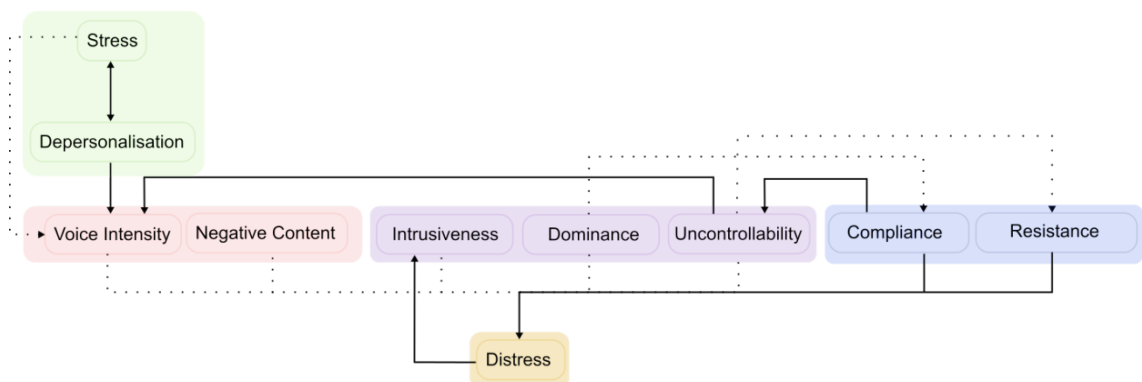 Stress
Depersonalisation
Voice Intensity
Negative Content
Intrusiveness
Dominance
Uncontrollability
Compliance
Resistance
Distress